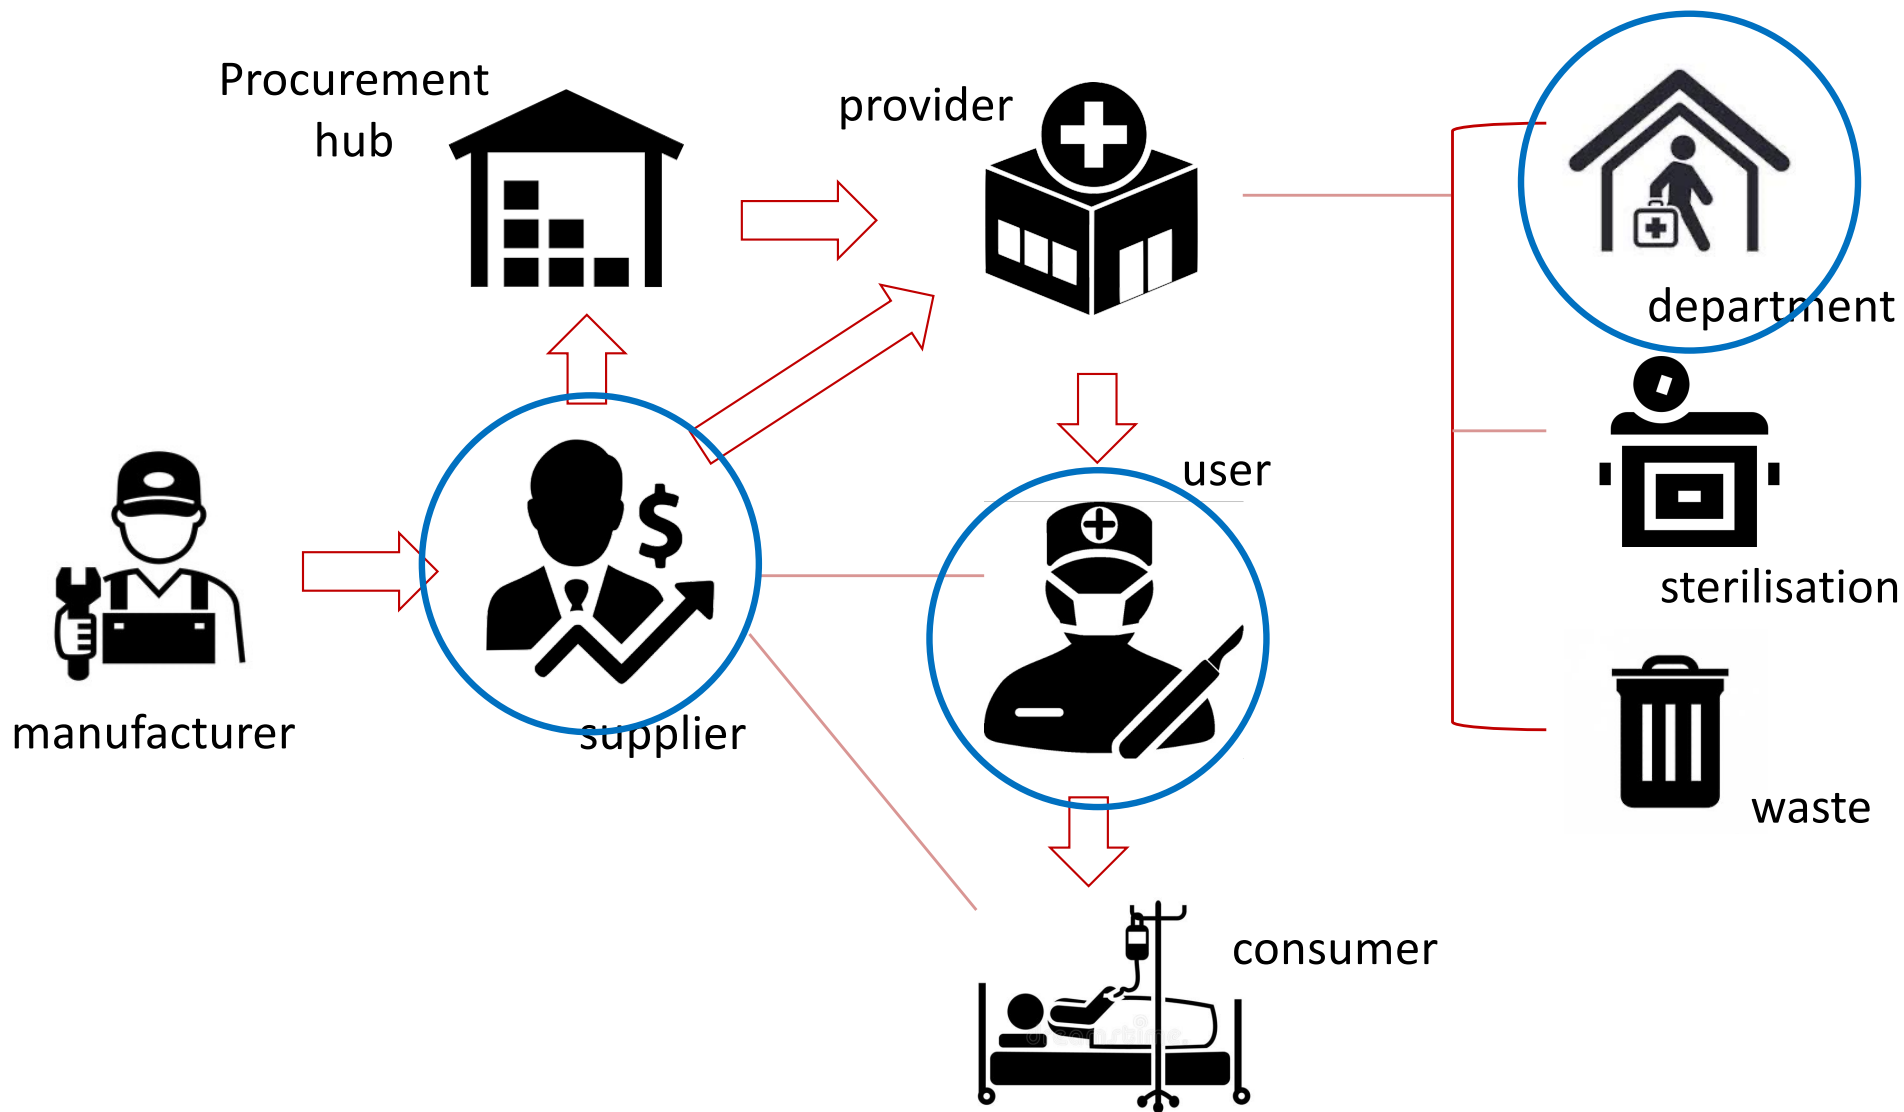 Procurement
hub
provider
department
user
sterilisation
manufacturer
supplier
$
waste
consumer